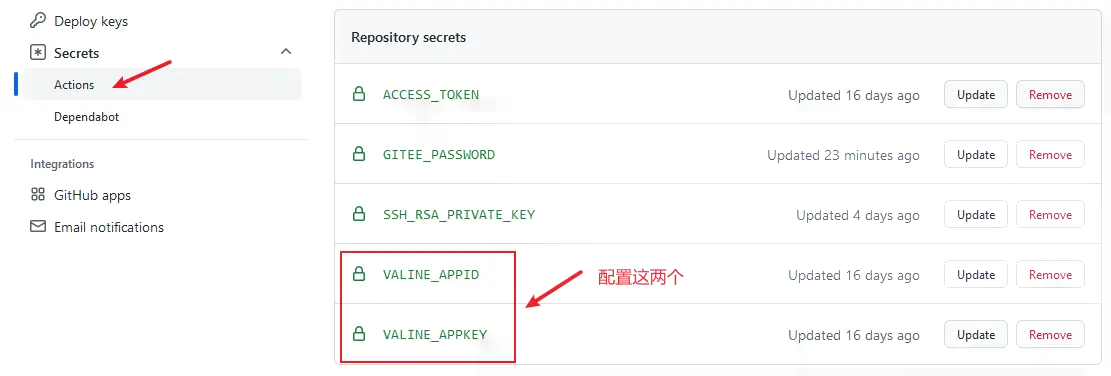 Deploy keys
Secrets
Actions
Dependabot
Integrations
GitHub apps
Email notifications
Repository secrets
ACCESS_TOKEN Updated 16 days ago Update Remove
GITEE_PASSWORD Updated 23 minutes ago Update Remove
SSH_RSA_PRIVATE_KEY Updated 4 days ago Update Remove
VALINE_APPID 配置这两个 Updated 16 days ago Update Remove
VALINE_APPKEY Updated 16 days ago Update Remove